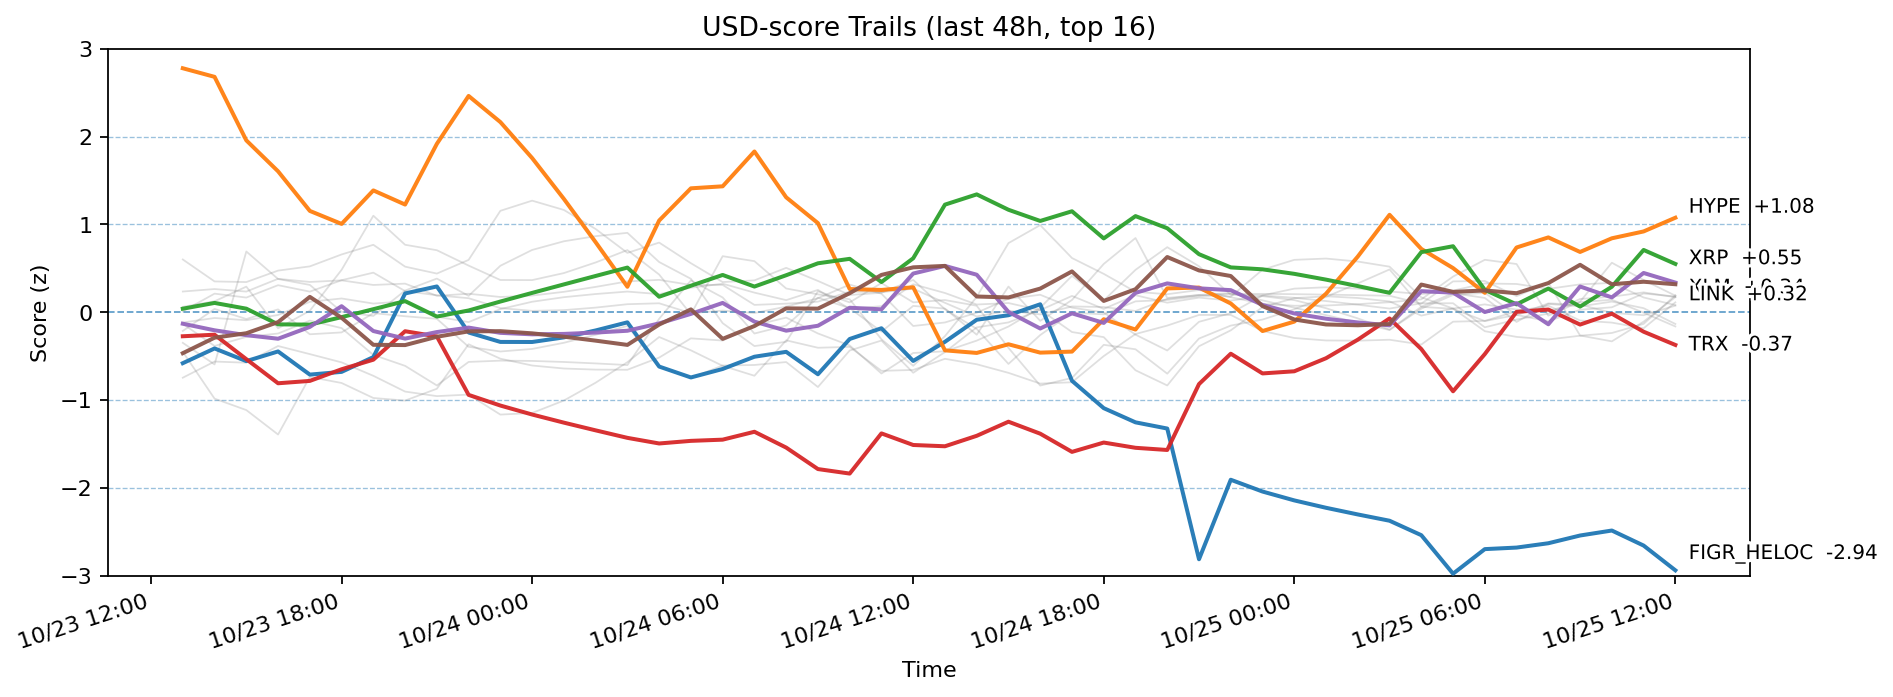 USD-score Trails (last 48h, top 16)
Score (z)
3
2
1
0
−1
−2
−3
HYPE +1.08
XRP +0.55
LINK +0.32
TRX -0.37
FIGR_HELOC -2.94
10/23 12:00
10/23 18:00
10/24 00:00
10/24 06:00
10/24 12:00
10/24 18:00
10/25 00:00
10/25 06:00
10/25 12:00
Time